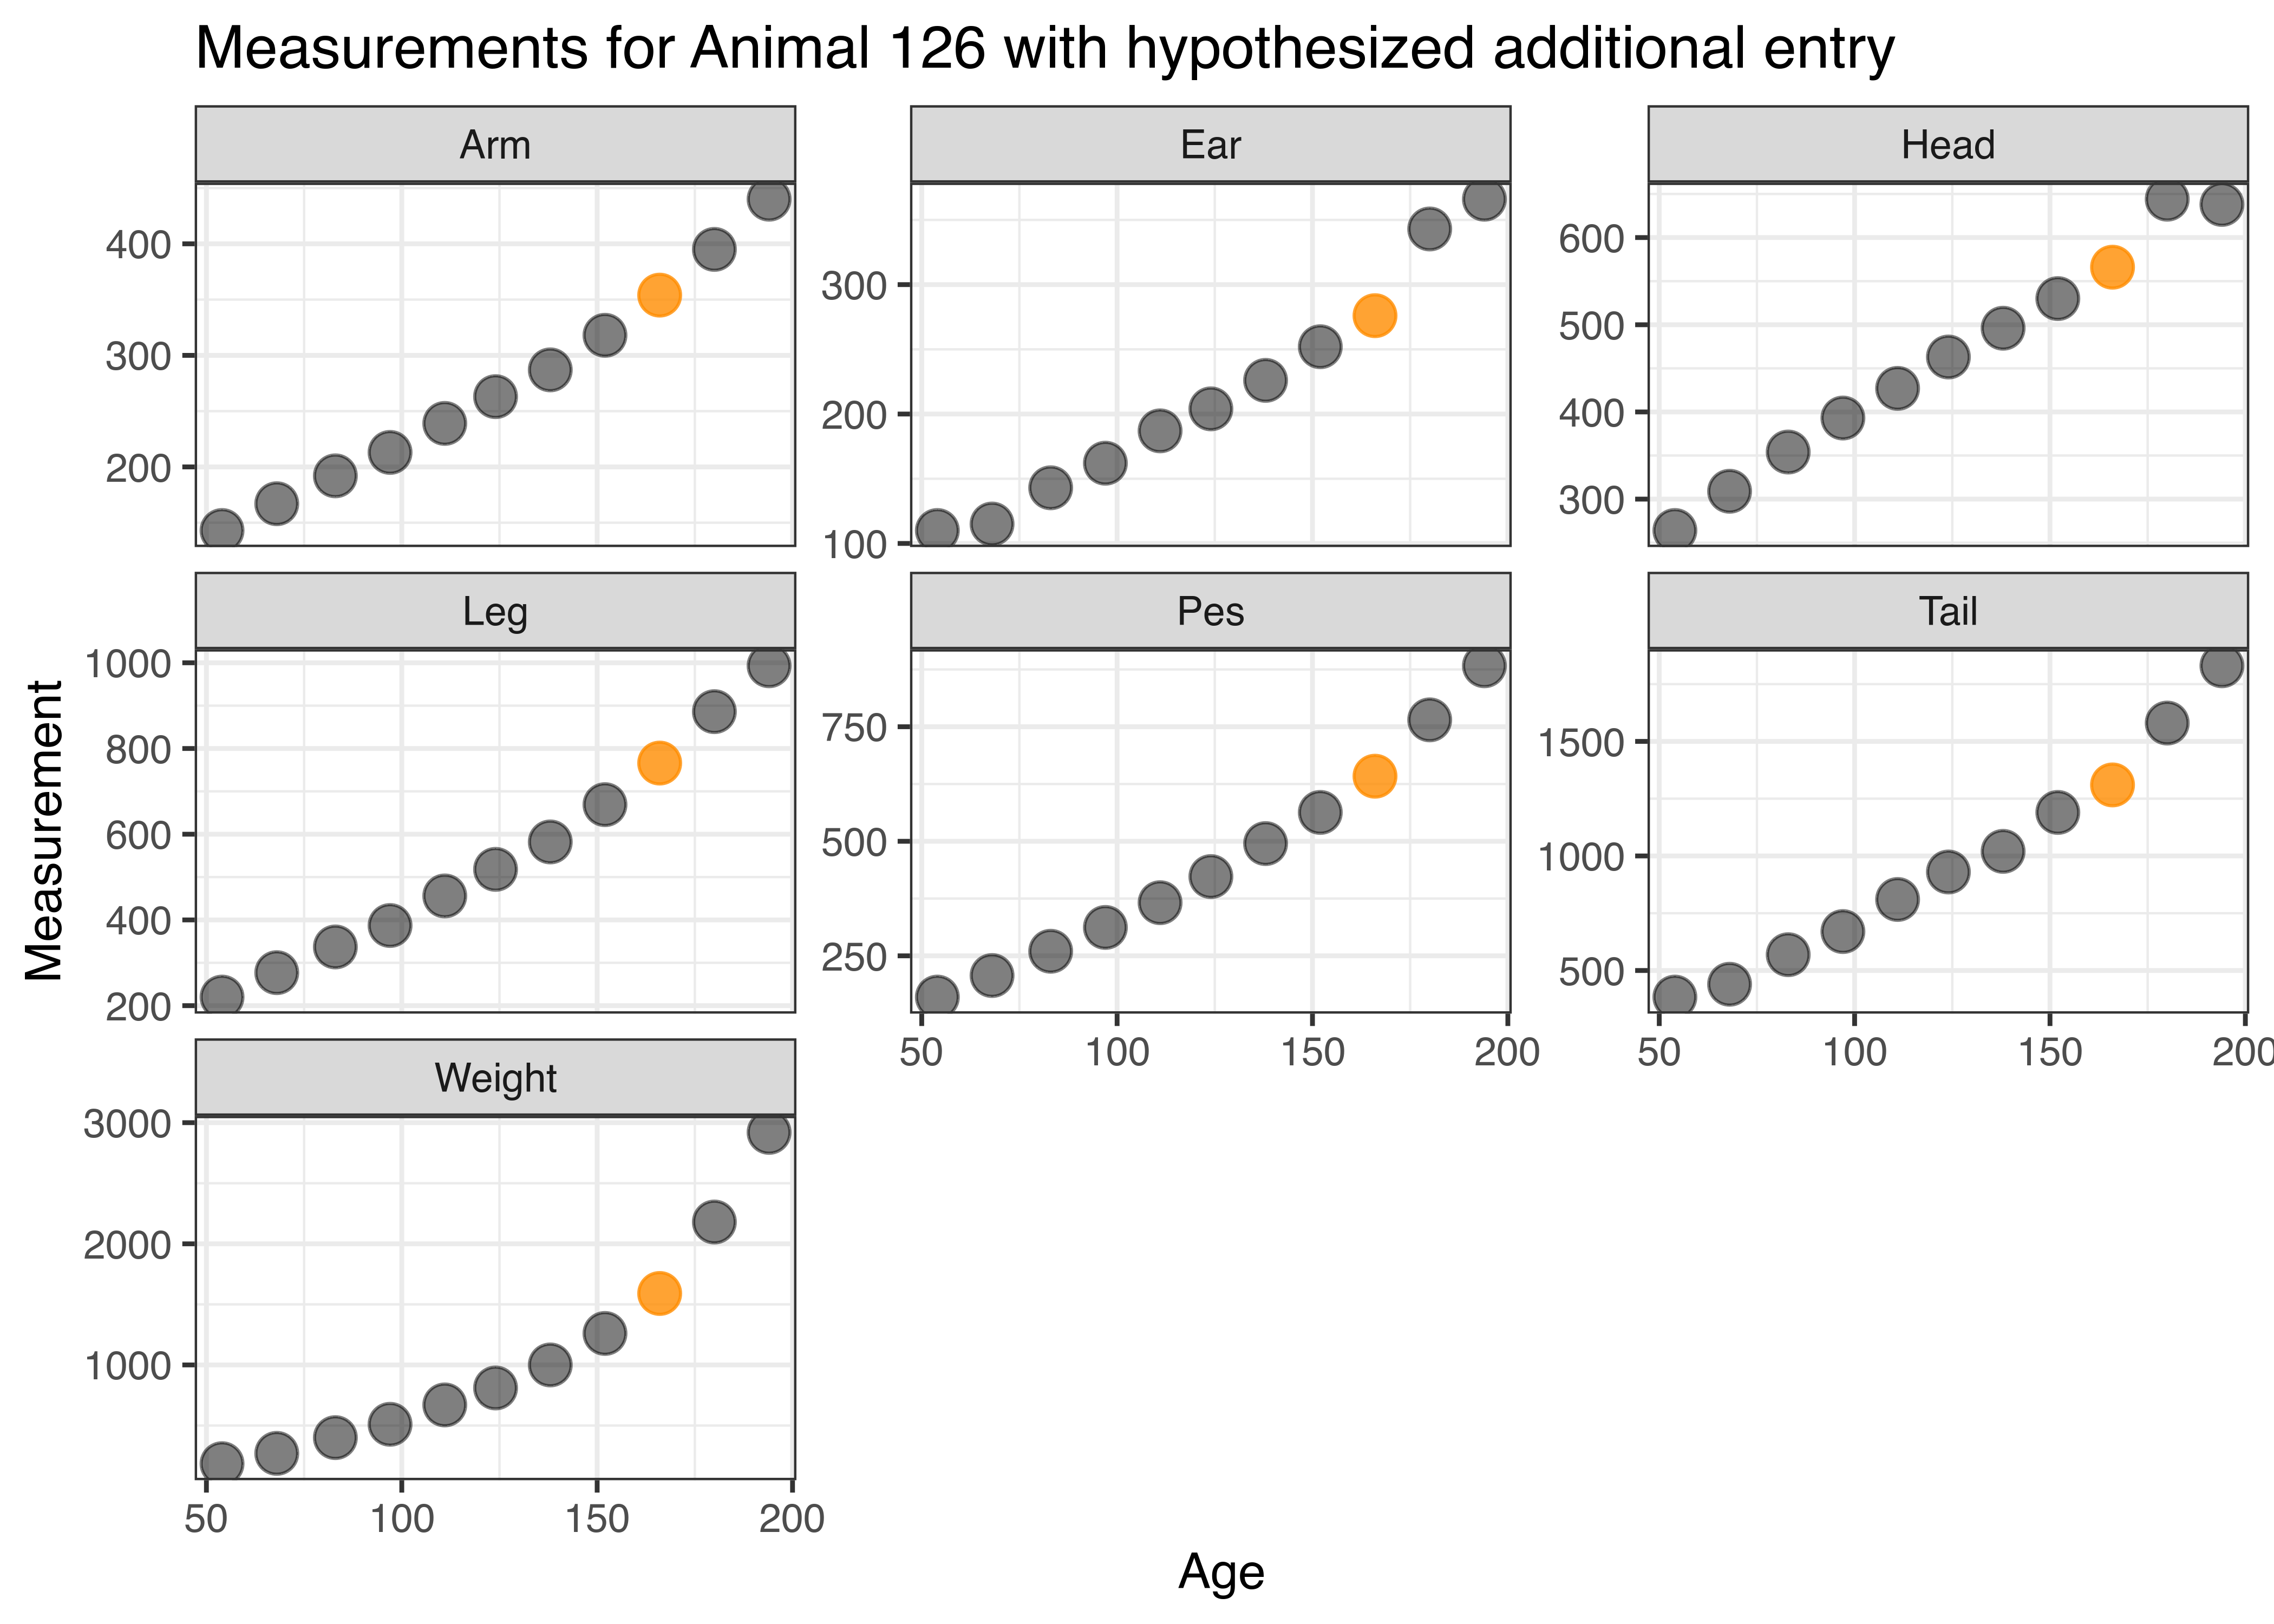 Measurements for Animal 126 with hypothesized additional entry
Arm
Ear
Head
400
300
200
300
200
100
600
500
400
300
Leg
Pes
Tail
1000
800
600
400
200
750
500
250
1500
1000
500
50 100 150 200
50 100 150 200
Weight
3000
2000
1000
50 100 150 200
Measurement
Age